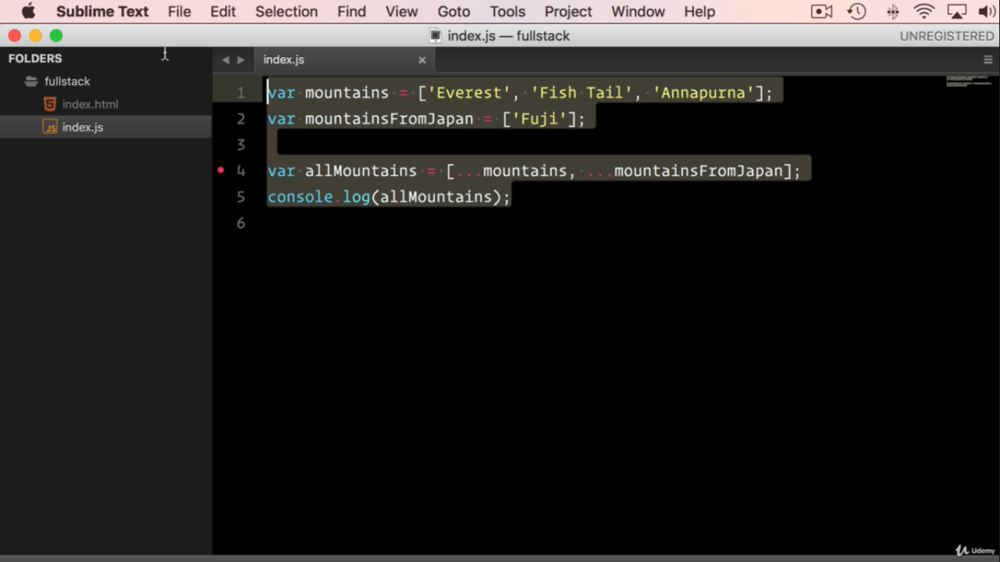 Sublime Text File Edit Selection Find View Goto Tools Project Window Help
index.js — fullstack
UNREGISTERED
FOLDERS
fullstack
index.html
JS index.js
index.js ×
1 var mountains = ['Everest', 'Fish Tail', 'Annapurna'];
2 var mountainsFromJapan = ['Fuji'];
3
4 var allMountains = [...mountains, ...mountainsFromJapan];
5 console.log(allMountains);
6
Udemy